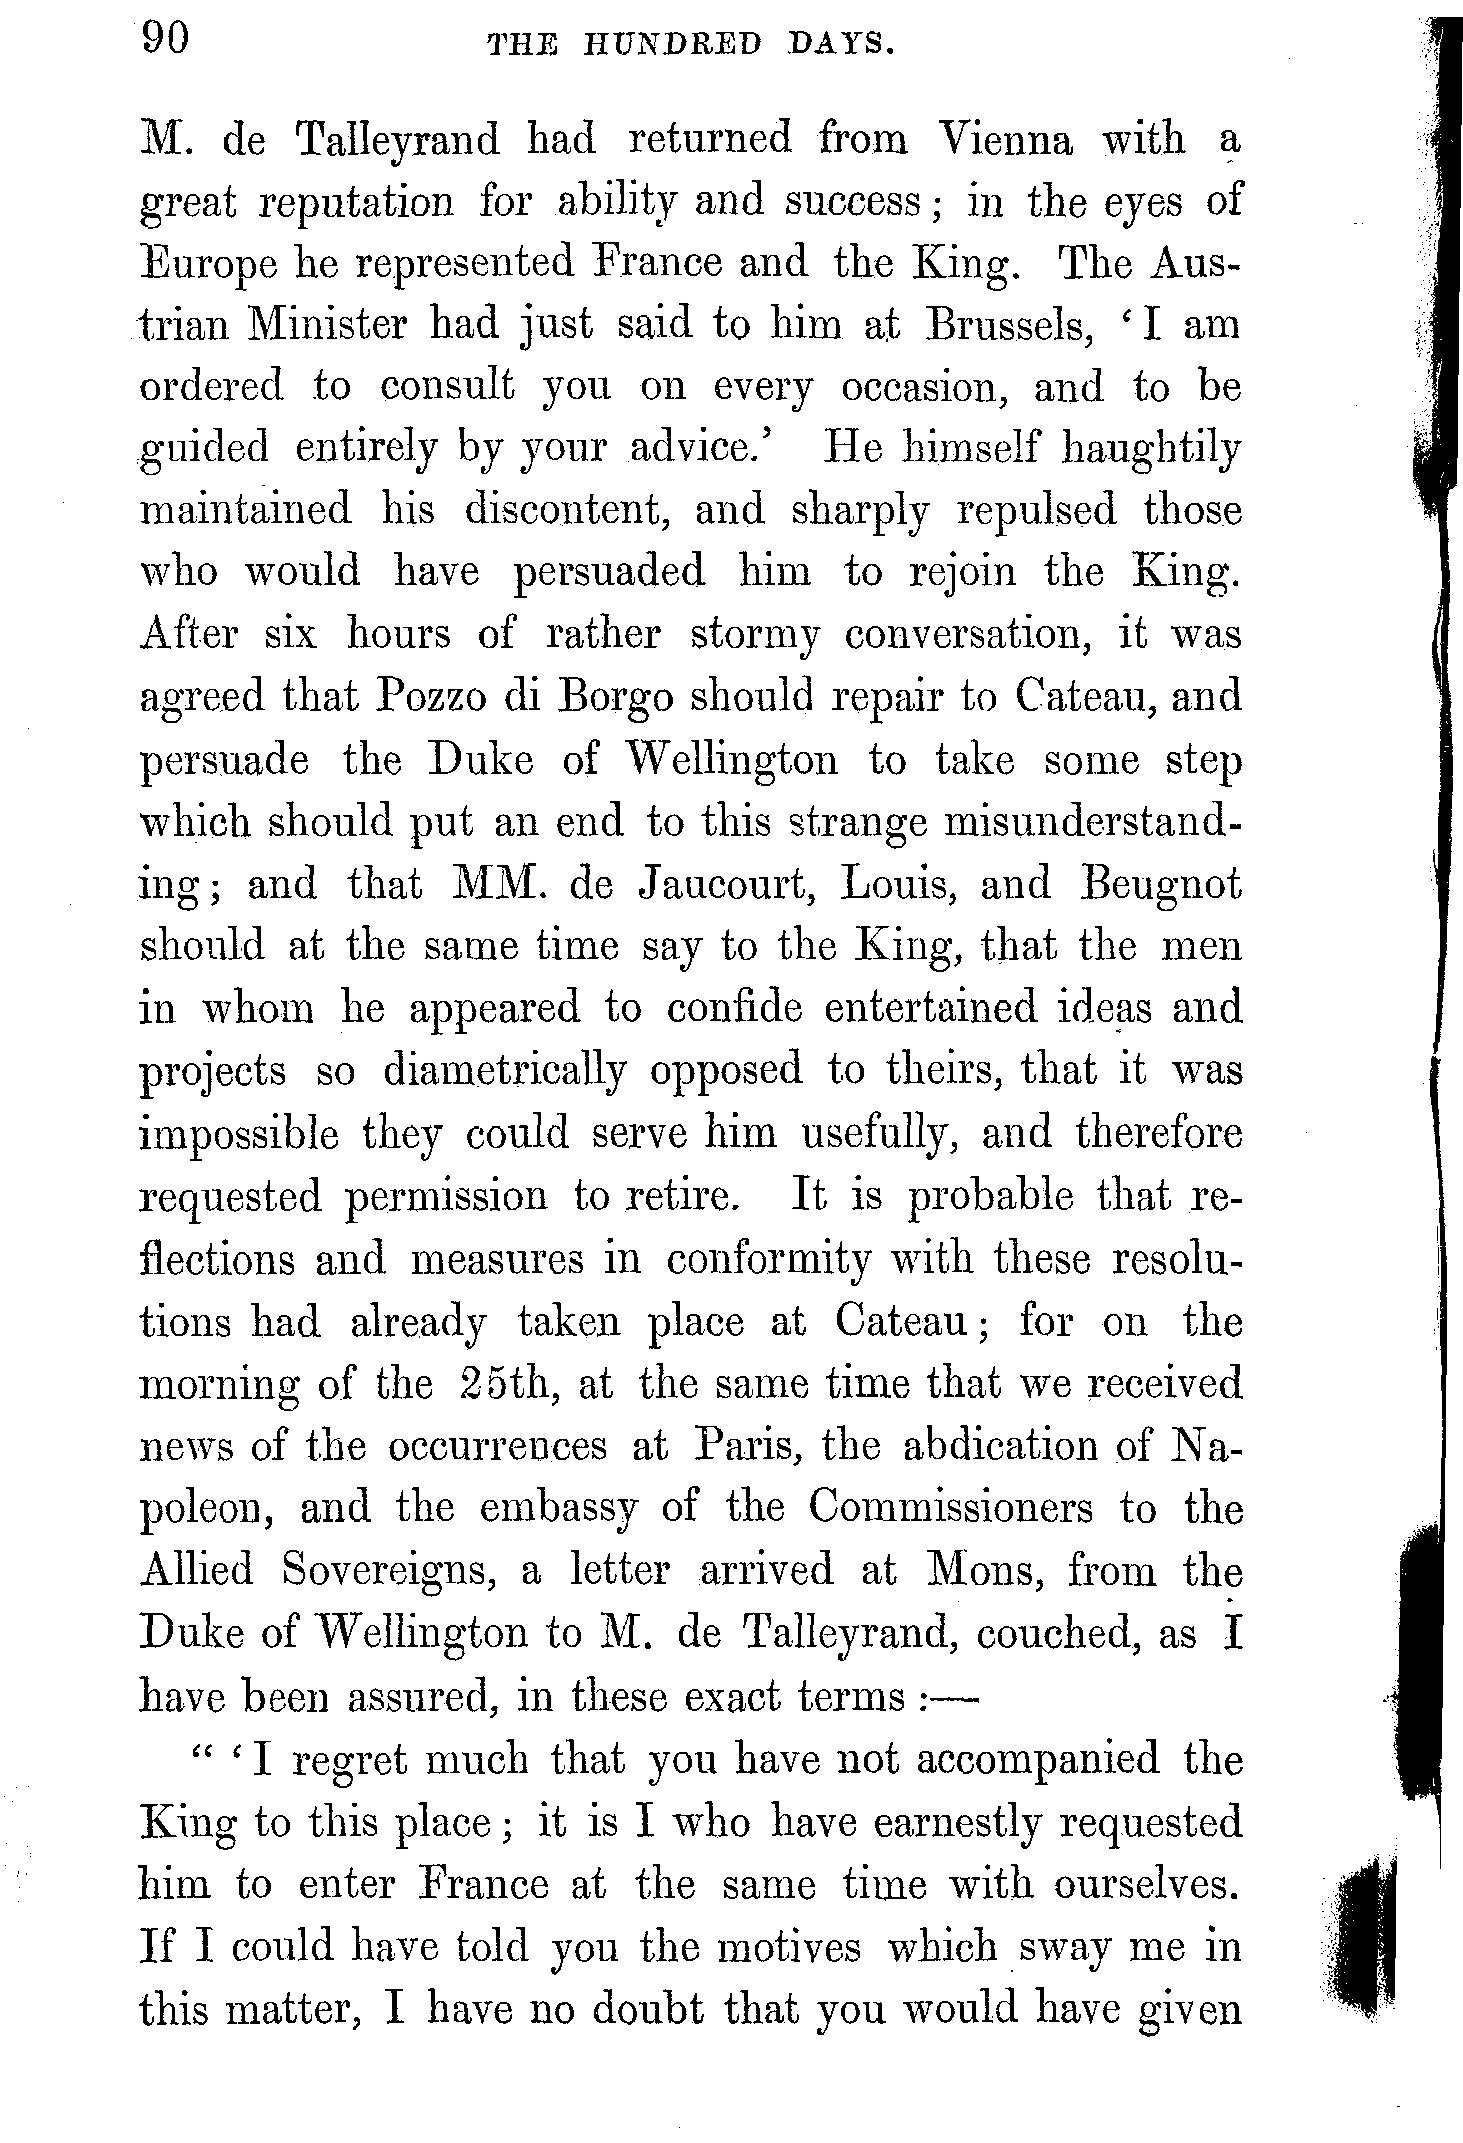 90 THE HUNDRED DAYS.
M. de Talleyrand had returned from Vienna with a
great reputation for ability and success; in the eyes of
Europe he represented France and the King. The Aus-
trian Minister had just said to him at Brussels, ‘I am
ordered to consult you on every occasion, and to be
guided entirely by your advice.’ He himself haughtily
maintained his discontent, and sharply repulsed those
who would have persuaded him to rejoin the King.
After six hours of rather stormy conversation, it was
agreed that Pozzo di Borgo should repair to Cateau, and
persuade the Duke of Wellington to take some step
which should put an end to this strange misunderstand-
ing; and that MM. de Jaucourt, Louis, and Beugnot
should at the same time say to the King, that the men
in whom he appeared to confide entertained ideas and
projects so diametrically opposed to theirs, that it was
impossible they could serve him usefully, and therefore
requested permission to retire. It is probable that re-
flections and measures in conformity with these resolu-
tions had already taken place at Cateau; for on the
morning of the 25th, at the same time that we received
news of the occurrences at Paris, the abdication of Na-
poleon, and the embassy of the Commissioners to the
Allied Sovereigns, a letter arrived at Mons, from the
Duke of Wellington to M. de Talleyrand, couched, as I
have been assured, in these exact terms:—
“ ‘I regret much that you have not accompanied the
King to this place; it is I who have earnestly requested
him to enter France at the same time with ourselves.
If I could have told you the motives which sway me in
this matter, I have no doubt that you would have given